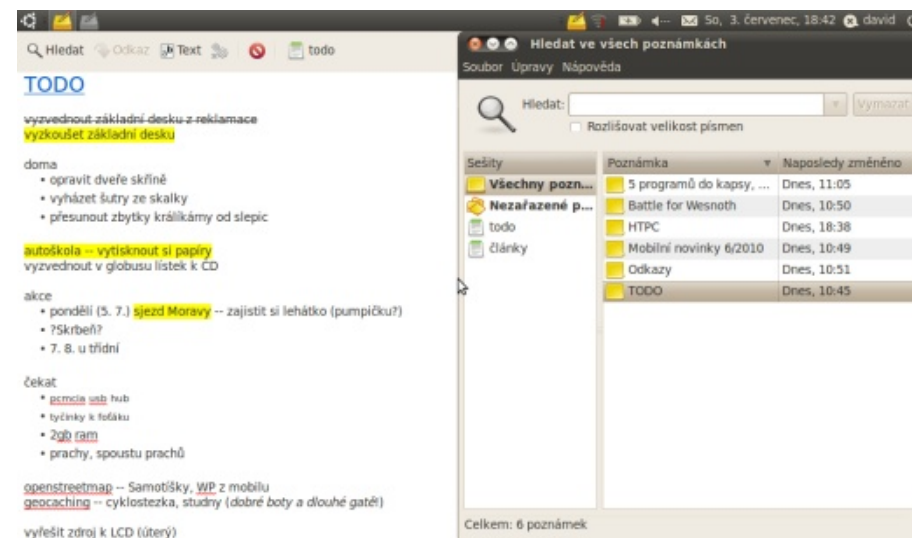 So, 3. červenec, 18:42 david
Hledat Odkaz Text todo
TODO
vyzvednout základní desku z reklamace
vyzkoušet základní desku
doma
• opravit dveře skříně
• vyházet šutry ze skalky
• přesunout zbytky králíkárny od slepic
autoškola -- vytisknout si papíry
vyzvednout v globusu lístek k CD
akce
• pondělí (5. 7.) sjezd Moravy -- zajistit si lehátko (pumpičku?)
• ?Skrbeň?
• 7. 8. u třídní
čekat
• pcmcia usb hub
• tyčinky k foťáku
• 2gb ram
• prachy, spoustu prachů
openstreetmap -- Samotíšky, WP z mobilu
geocaching -- cyklostezka, studny (dobré boty a dlouhé gatě!)
vyřešit zdroj k LCD (úterý)
Hledat ve všech poznámkách
Soubor Úpravy Nápověda
Hledat: Vymazat
Rozlišovat velikost písmen
Sešity
Všechny pozn...
Nezařazené p...
todo
články
Poznámka Naposledy změněno
5 programů do kapsy, ... Dnes, 11:05
Battle for Wesnoth Dnes, 10:50
HTPC Dnes, 18:38
Mobilní novinky 6/2010 Dnes, 10:49
Odkazy Dnes, 10:51
TODO Dnes, 10:45
Celkem: 6 poznámek